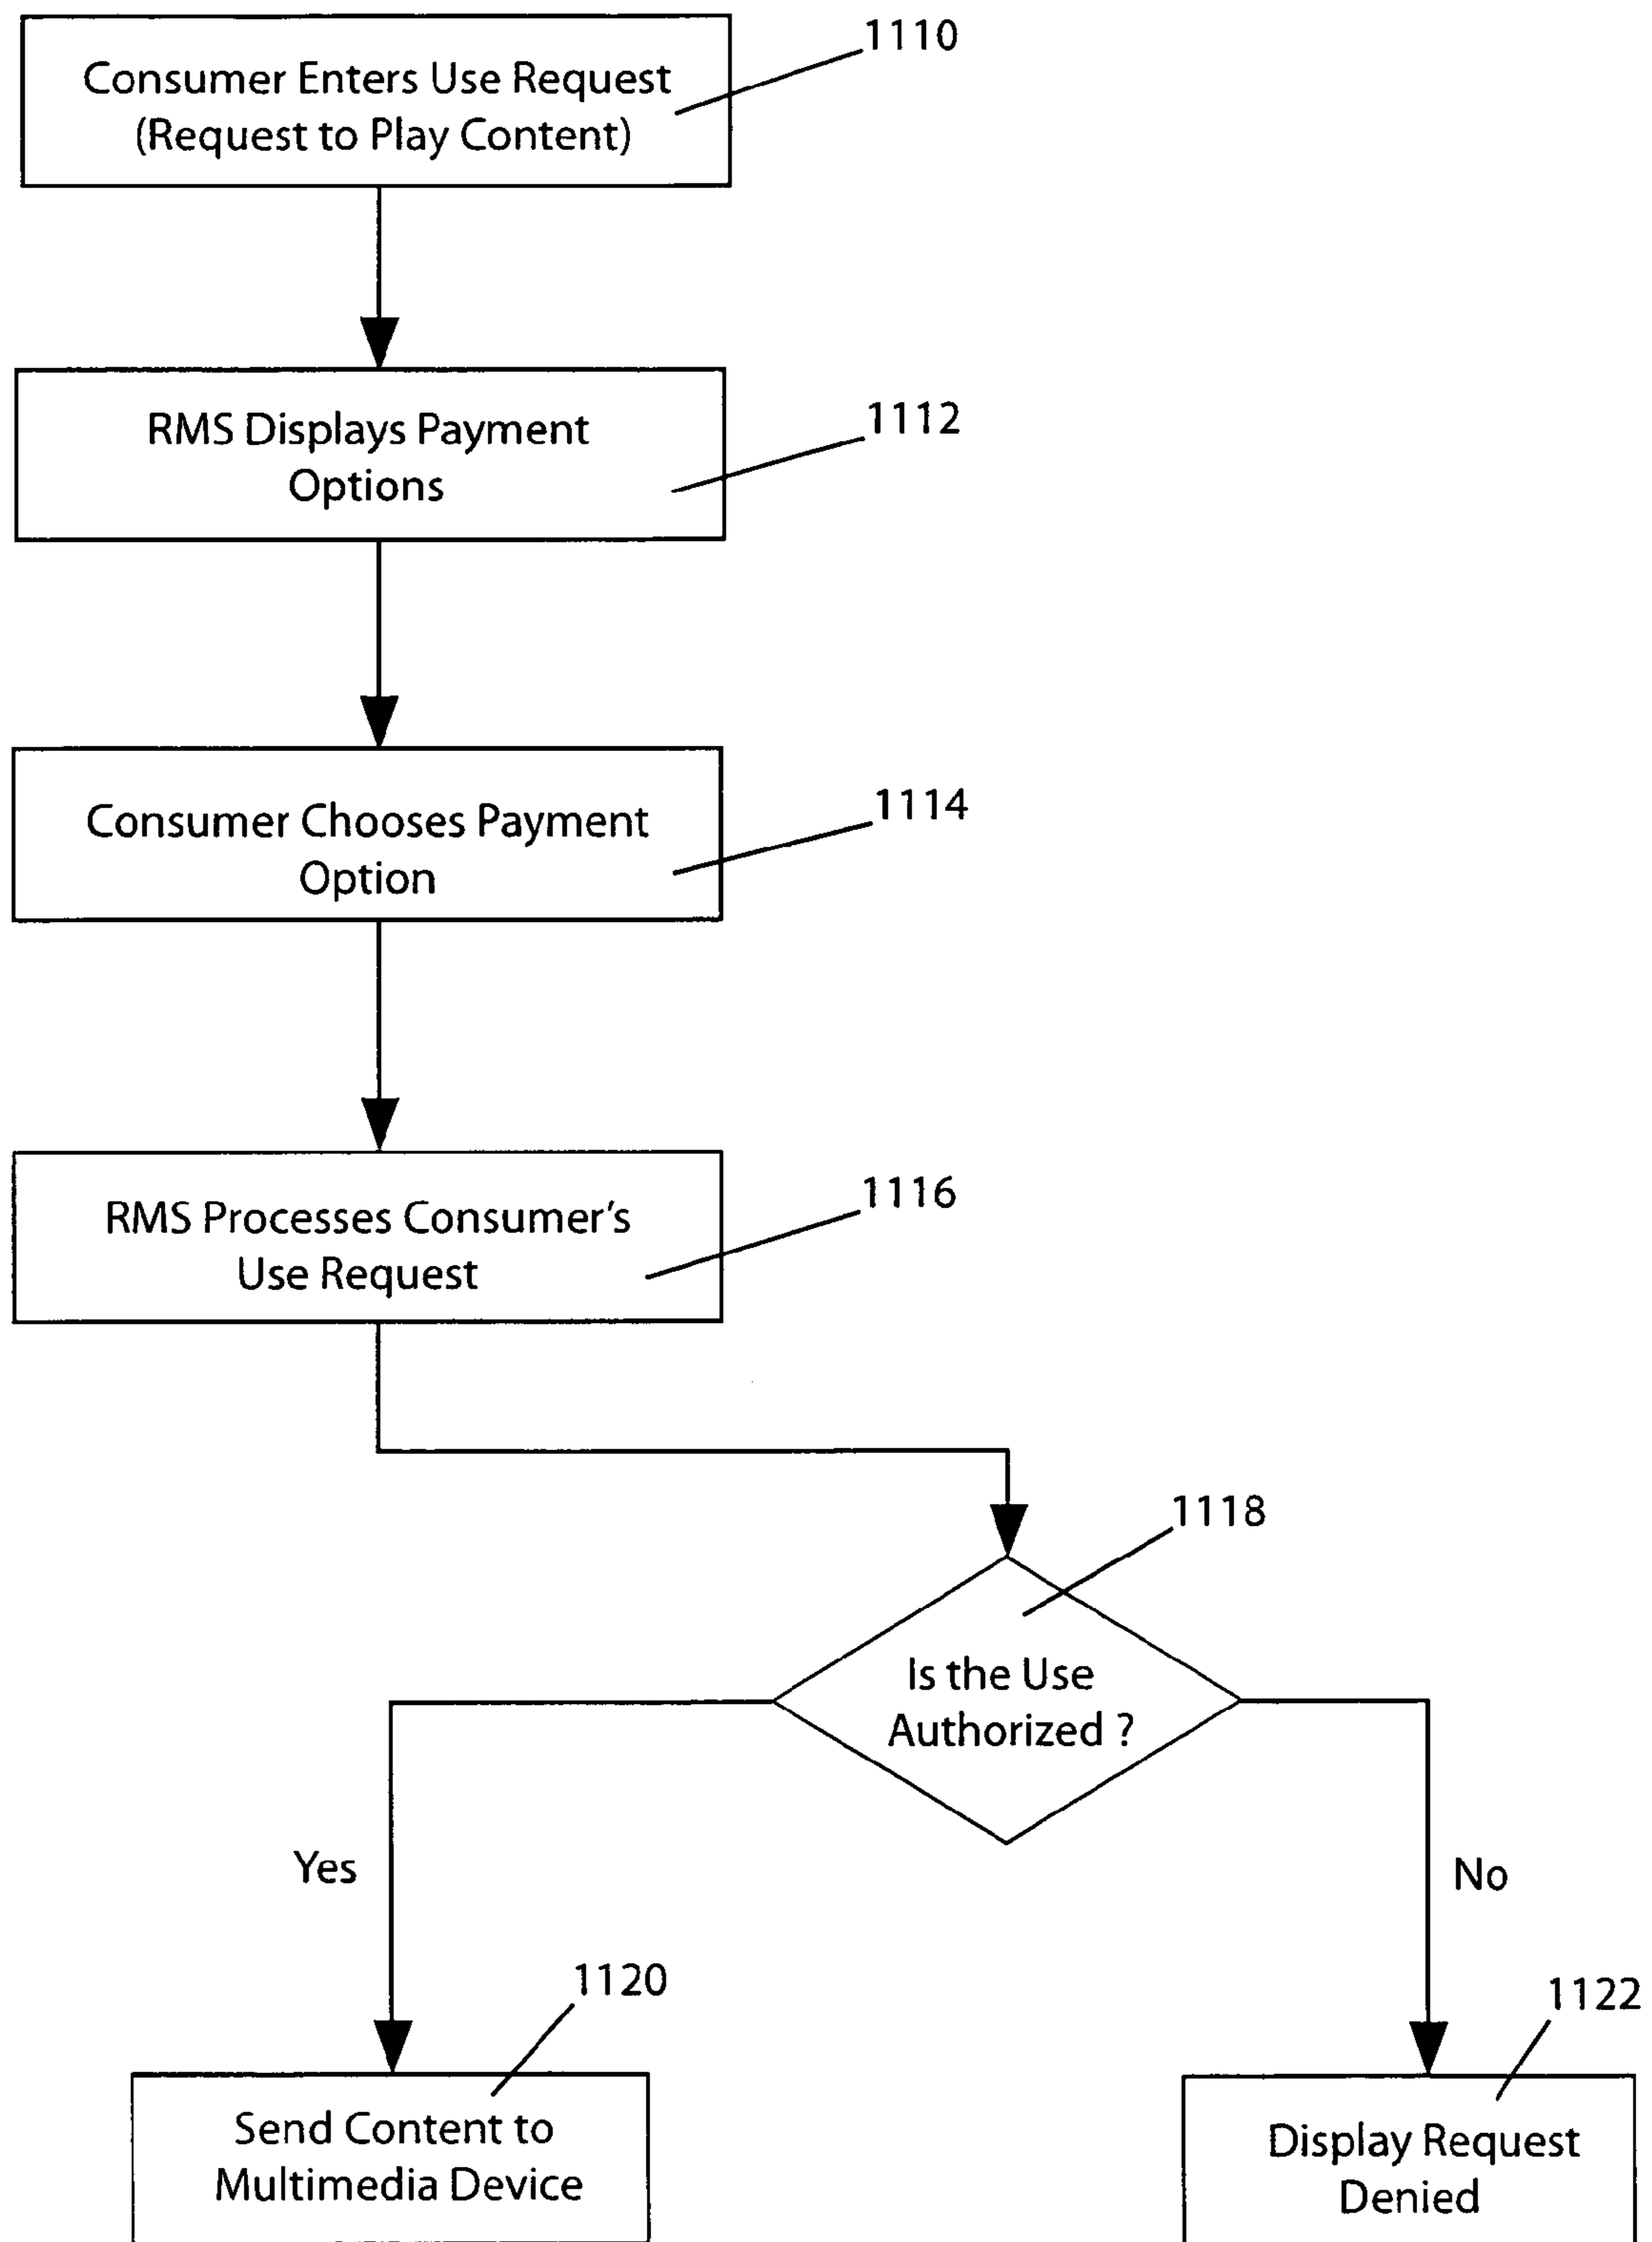 1110
Consumer Enters Use Request
(Request to Play Content)
1112
RMS Displays Payment
Options
1114
Consumer Chooses Payment
Option
1116
RMS Processes Consumer's
Use Request
1118
Is the Use
Authorized ?
Yes
No
1120
1122
Send Content to
Multimedia Device
Display Request
Denied